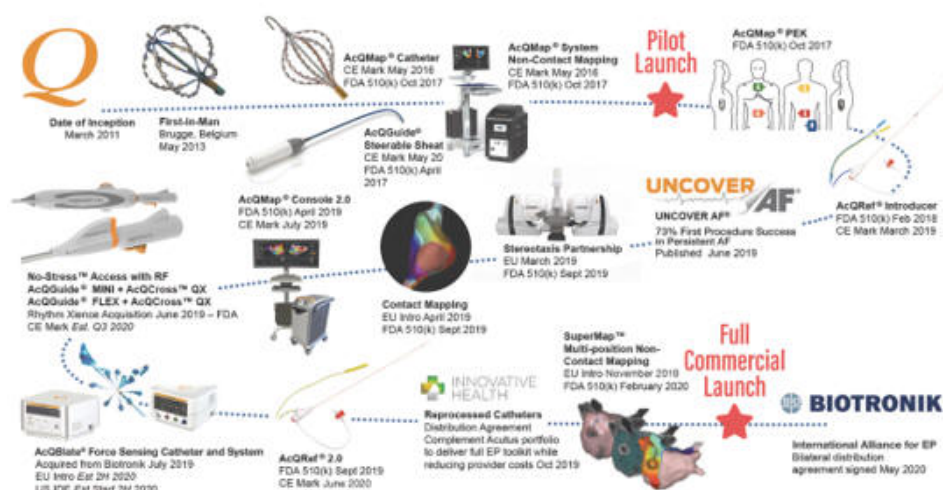 Q
Date of Inception
March 2011
First-in-Man
Brugge, Belgium
May 2013
AcQMap® Catheter
CE Mark May 2016
FDA 510(k) Oct 2017
AcQGuide®
Steerable Sheat
CE Mark May 20
FDA 510(k) April
2017
AcQMap® System
Non-Contact Mapping
CE Mark May 2016
FDA 510(k) Oct 2017
Pilot
Launch
AcQMap® PEK
FDA 510(k) Oct 2017
AcQRef® Introducer
FDA 510(k) Feb 2018
CE Mark March 2019
UNCOVER
AF®
UNCOVER AF®
73% First Procedure Success
in Persistent AF
Published June 2019
Stereotaxis Partnership
EU March 2019
FDA 510(k) Sept 2019
Contact Mapping
EU Intro April 2019
FDA 510(k) Sept 2019
AcQMap® Console 2.0
FDA 510(k) April 2019
CE Mark July 2019
No-Stress™ Access with RF
AcQGuide® MINI + AcQCross™ QX
AcQGuide® FLEX + AcQCross™ QX
Rhythm Xience Acquisition June 2019 – FDA
CE Mark Est. Q3 2020
AcQBlate® Force Sensing Catheter and System
Acquired from Biotronik July 2019
EU Intro Est 2H 2020
US IDE Est Start 2H 2020
AcQRef® 2.0
FDA 510(k) Sept 2019
CE Mark June 2020
INNOVATIVE
HEALTH
Reprocessed Catheters
Distribution Agreement
Complement Acutus portfolio
to deliver full EP toolkit while
reducing provider costs Oct 2019
SuperMap™
Multi-position Non-
Contact Mapping
EU Intro November 2019
FDA 510(k) February 2020
Full
Commercial
Launch
BIOTRONIK
International Alliance for EP
Bilateral distribution
agreement signed May 2020